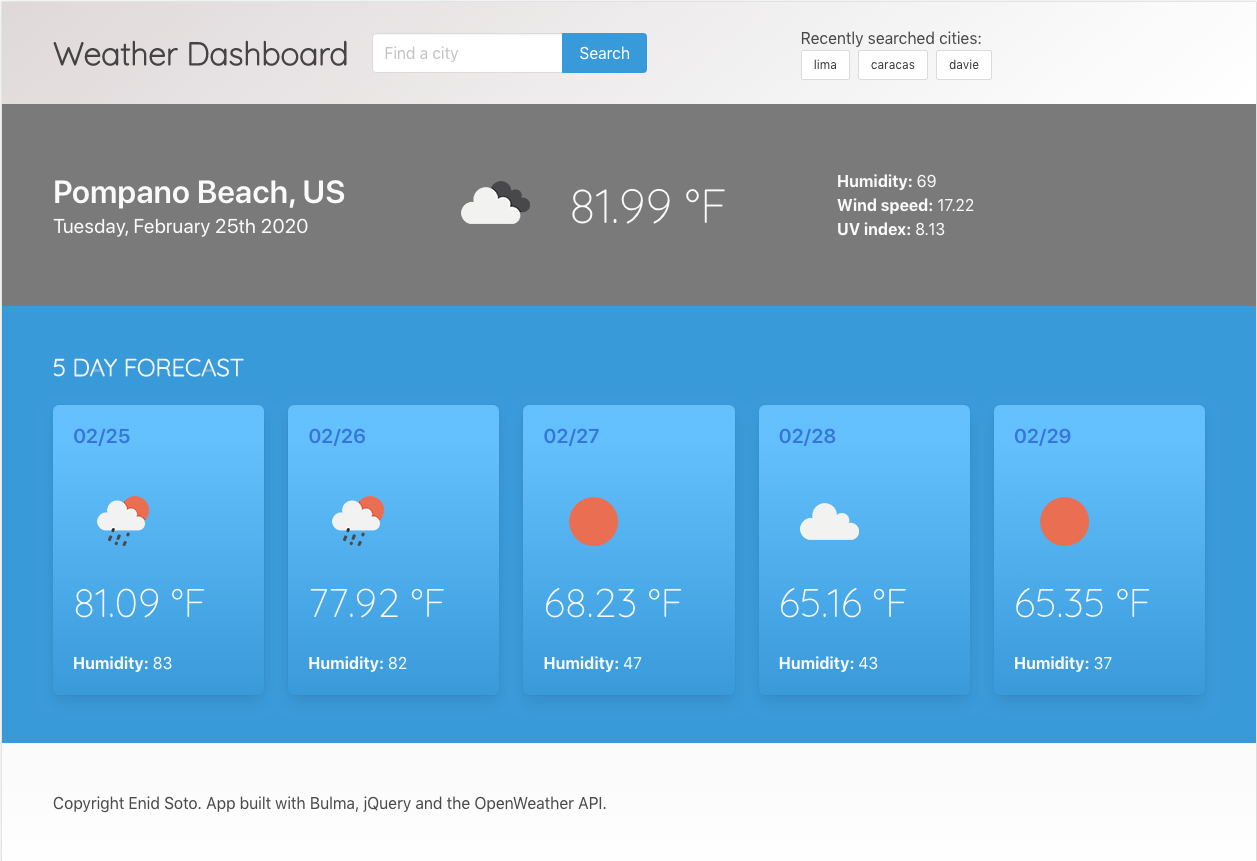 Weather Dashboard
Find a city
Search
Recently searched cities:
lima
caracas
davie
Pompano Beach, US
Tuesday, February 25th 2020
81.99 °F
Humidity: 69
Wind speed: 17.22
UV index: 8.13
5 DAY FORECAST
02/25
81.09 °F
Humidity: 83
02/26
77.92 °F
Humidity: 82
02/27
68.23 °F
Humidity: 47
02/28
65.16 °F
Humidity: 43
02/29
65.35 °F
Humidity: 37
Copyright Enid Soto. App built with Bulma, jQuery and the OpenWeather API.